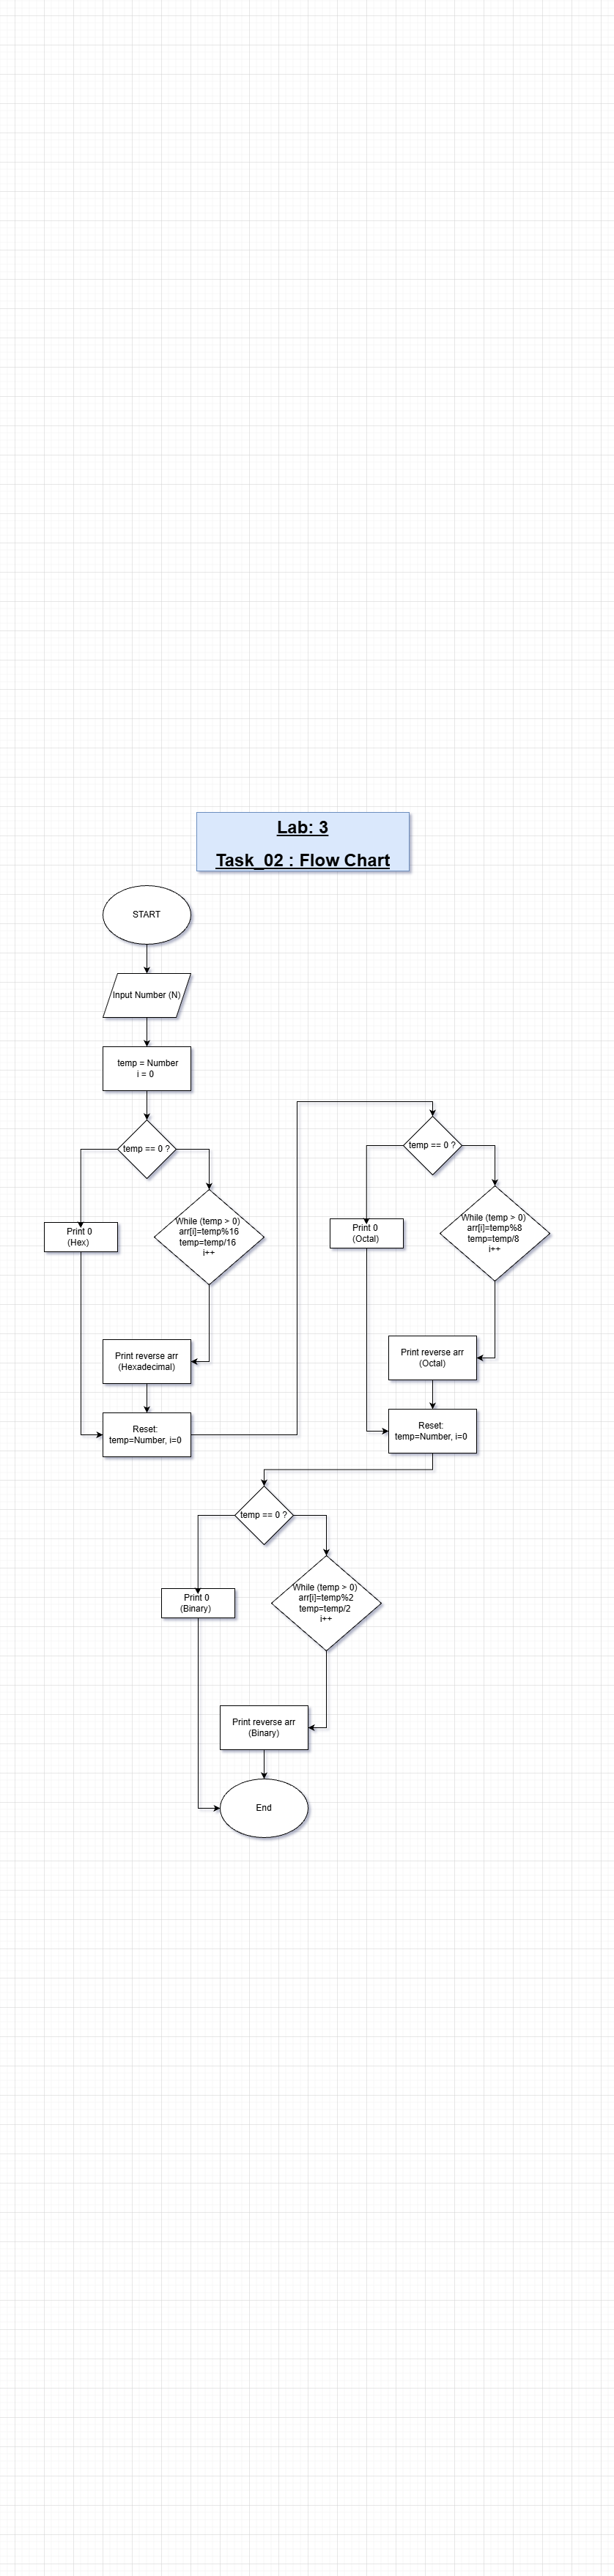 Lab: 3
Task_02 : Flow Chart
START
Input Number (N)
temp = Number
i = 0
temp == 0 ?
Print 0
(Hex)
While (temp > 0)
arr[i]=temp%16
temp=temp/16
i++
Print reverse arr
(Hexadecimal)
Reset:
temp=Number, i=0
temp == 0 ?
Print 0
(Octal)
While (temp > 0)
arr[i]=temp%8
temp=temp/8
i++
Print reverse arr
(Octal)
Reset:
temp=Number, i=0
temp == 0 ?
Print 0
(Binary)
While (temp > 0)
arr[i]=temp%2
temp=temp/2
i++
Print reverse arr
(Binary)
End